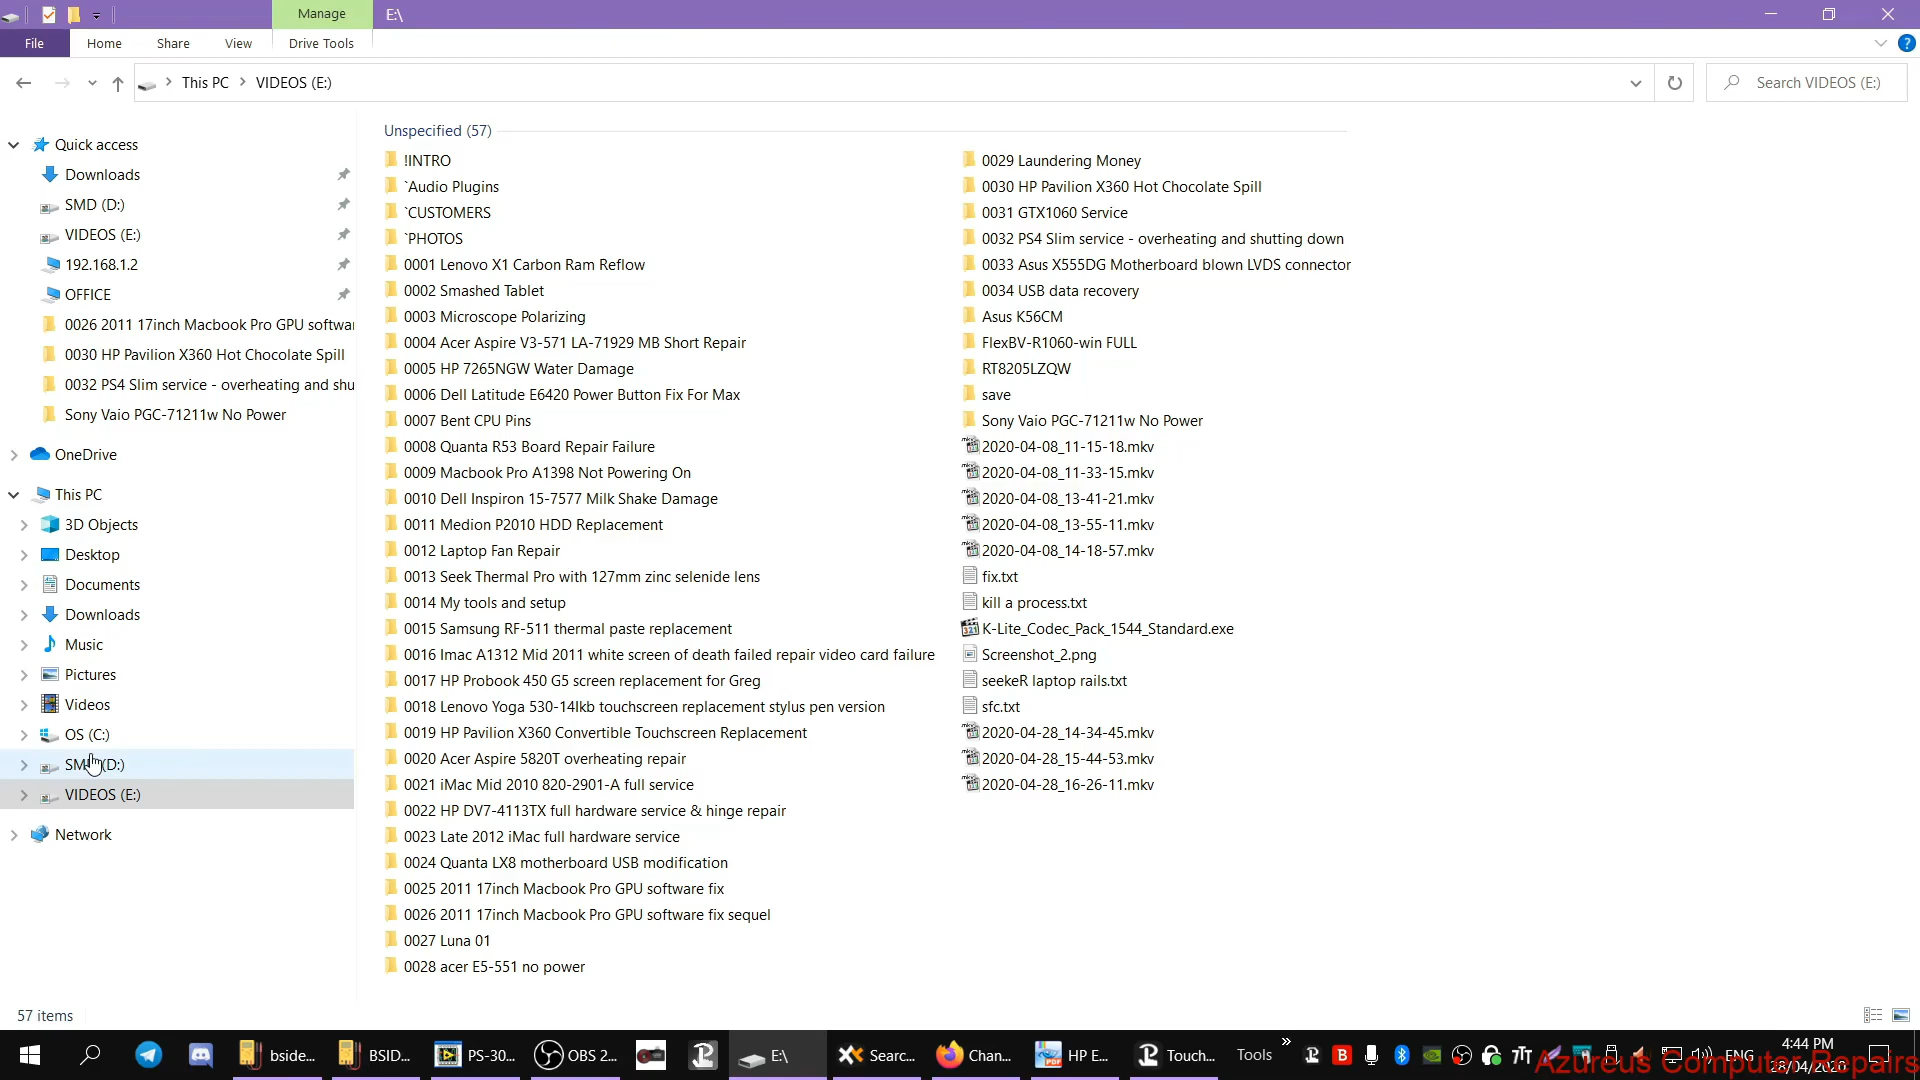 Manage
E:\
File
Home
Share
View
Drive Tools
This PC
VIDEOS (E:)
Search VIDEOS (E:)
Quick access
Downloads
SMD (D:)
VIDEOS (E:)
192.168.1.2
OFFICE
0026 2011 17inch Macbook Pro GPU softwar
0030 HP Pavilion X360 Hot Chocolate Spill
0032 PS4 Slim service - overheating and shu
Sony Vaio PGC-71211w No Power
OneDrive
This PC
3D Objects
Desktop
Documents
Downloads
Music
Pictures
Videos
OS (C:)
SMD (D:)
VIDEOS (E:)
Network
Unspecified (57)
!INTRO
`Audio Plugins
`CUSTOMERS
`PHOTOS
0001 Lenovo X1 Carbon Ram Reflow
0002 Smashed Tablet
0003 Microscope Polarizing
0004 Acer Aspire V3-571 LA-71929 MB Short Repair
0005 HP 7265NGW Water Damage
0006 Dell Latitude E6420 Power Button Fix For Max
0007 Bent CPU Pins
0008 Quanta R53 Board Repair Failure
0009 Macbook Pro A1398 Not Powering On
0010 Dell Inspiron 15-7577 Milk Shake Damage
0011 Medion P2010 HDD Replacement
0012 Laptop Fan Repair
0013 Seek Thermal Pro with 127mm zinc selenide lens
0014 My tools and setup
0015 Samsung RF-511 thermal paste replacement
0016 Imac A1312 Mid 2011 white screen of death failed repair video card failure
0017 HP Probook 450 G5 screen replacement for Greg
0018 Lenovo Yoga 530-14Ikb touchscreen replacement stylus pen version
0019 HP Pavilion X360 Convertible Touchscreen Replacement
0020 Acer Aspire 5820T overheating repair
0021 iMac Mid 2010 820-2901-A full service
0022 HP DV7-4113TX full hardware service & hinge repair
0023 Late 2012 iMac full hardware service
0024 Quanta LX8 motherboard USB modification
0025 2011 17inch Macbook Pro GPU software fix
0026 2011 17inch Macbook Pro GPU software fix sequel
0027 Luna 01
0028 acer E5-551 no power
0029 Laundering Money
0030 HP Pavilion X360 Hot Chocolate Spill
0031 GTX1060 Service
0032 PS4 Slim service - overheating and shutting down
0033 Asus X555DG Motherboard blown LVDS connector
0034 USB data recovery
Asus K56CM
FlexBV-R1060-win FULL
RT8205LZQW
save
Sony Vaio PGC-71211w No Power
2020-04-08_11-15-18.mkv
2020-04-08_11-33-15.mkv
2020-04-08_13-41-21.mkv
2020-04-08_13-55-11.mkv
2020-04-08_14-18-57.mkv
fix.txt
kill a process.txt
K-Lite_Codec_Pack_1544_Standard.exe
Screenshot_2.png
seekeR laptop rails.txt
sfc.txt
2020-04-28_14-34-45.mkv
2020-04-28_15-44-53.mkv
2020-04-28_16-26-11.mkv
57 items
bside...
BSID...
PS-30...
OBS 2...
E:\
Searc...
Chan...
HP E...
Touch...
Tools
ENG
4:44 PM
28/04/2020
Azureus Computer Repairs